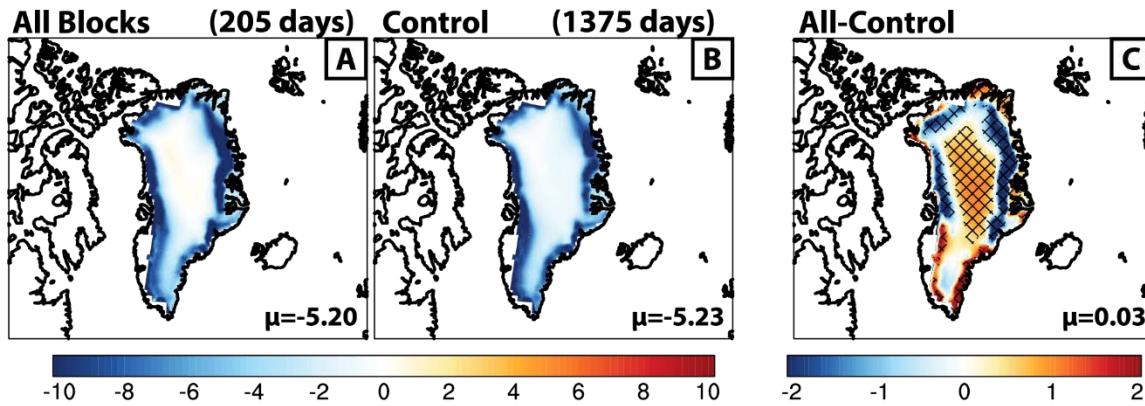 All Blocks (205 days) Control (1375 days) All-Control
A B C
μ=-5.20 μ=-5.23 μ=0.03
-10 -8 -6 -4 -2 0 2 4 6 8 10 -2 -1 0 1 2